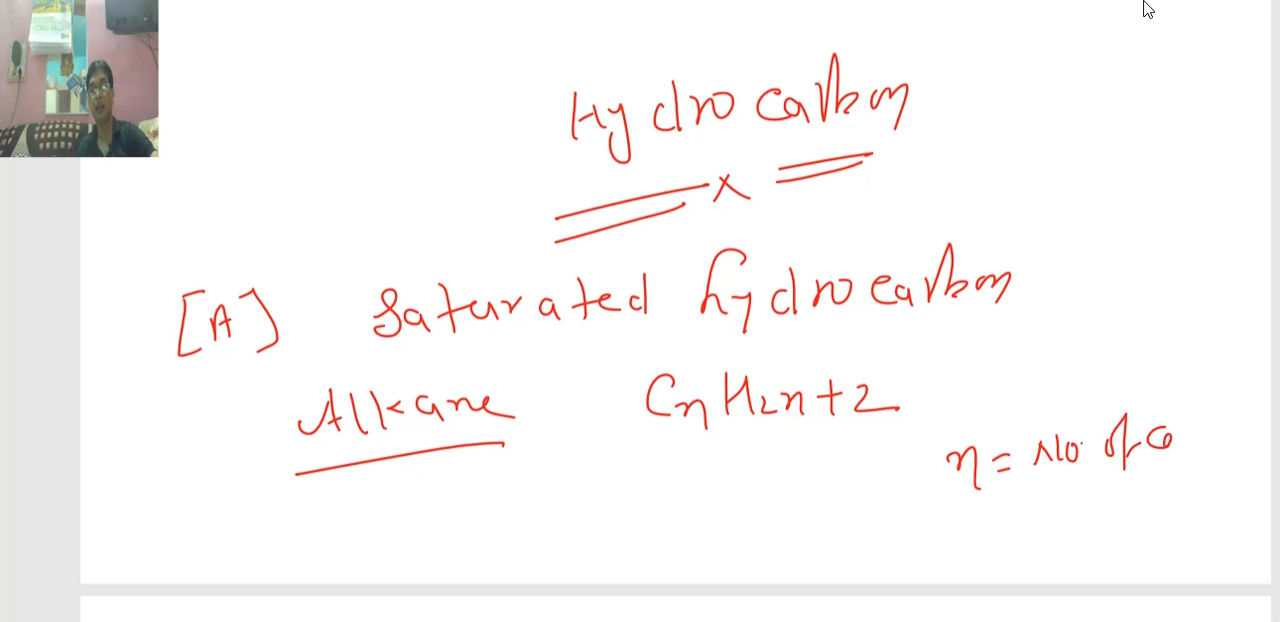 Hydrocarbon
x
[A] Saturated hydrocarbon
Alkane CnH2n+2
n = No. of C